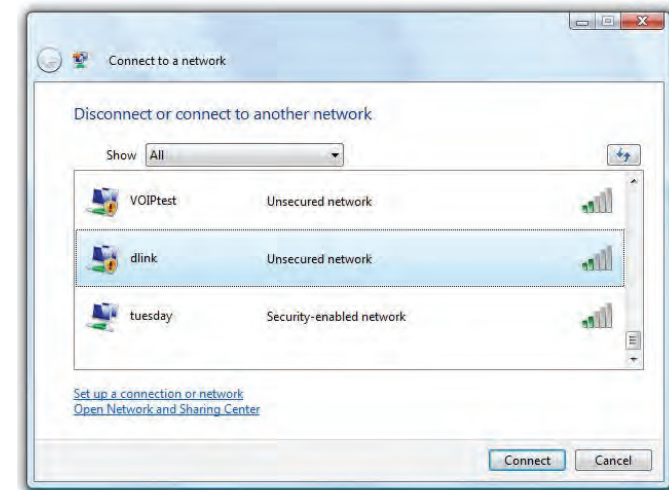 Connect to a network
Disconnect or connect to another network
Show All
VOIPtest Unsecured network
dlink Unsecured network
tuesday Security-enabled network
Set up a connection or network
Open Network and Sharing Center
Connect Cancel